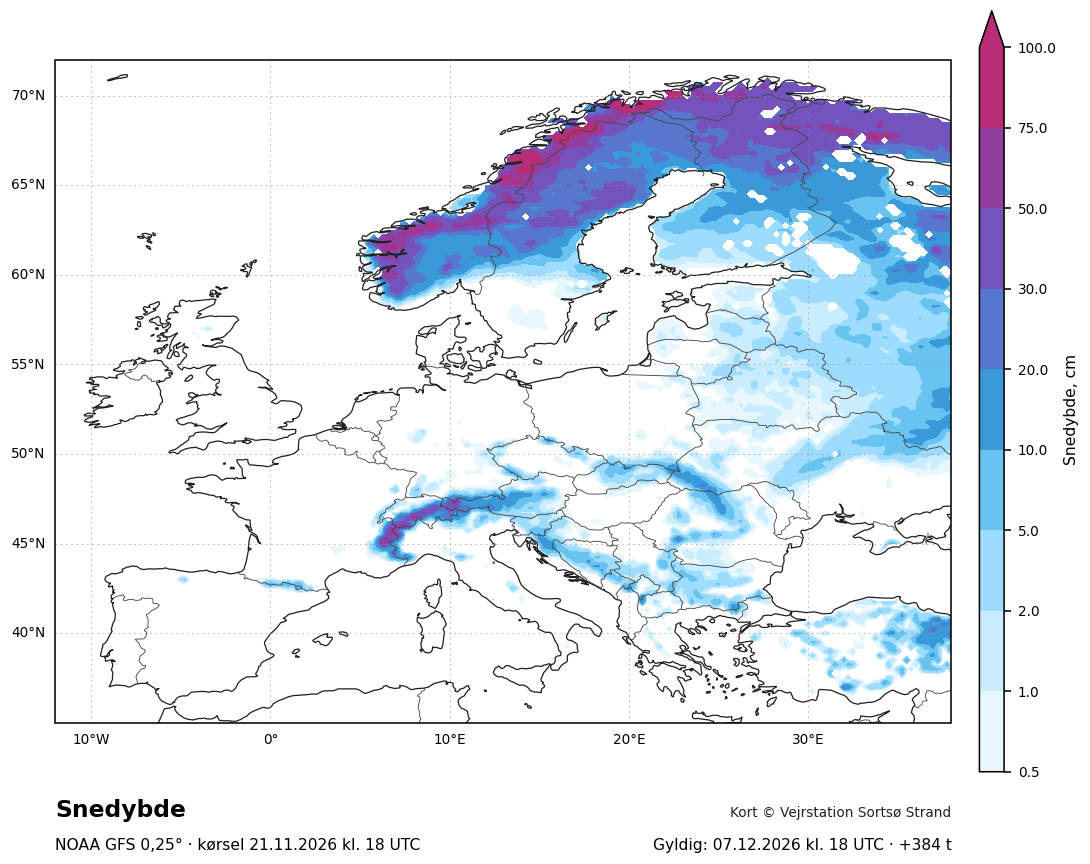 100.0
75.0
50.0
30.0
20.0
10.0
5.0
2.0
1.0
0.5
Snedybde, cm
70°N
65°N
60°N
55°N
50°N
45°N
40°N
10°W 0° 10°E 20°E 30°E
Snedybde
Kort © Vejrstation Sortsø Strand
NOAA GFS 0,25° · kørsel 21.11.2026 kl. 18 UTC
Gyldig: 07.12.2026 kl. 18 UTC · +384 t